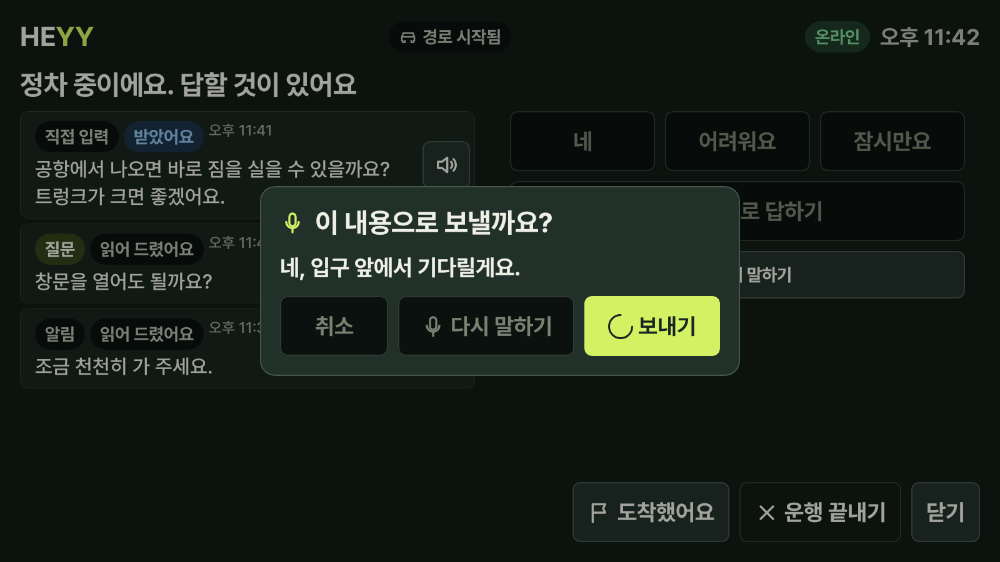 HEYY
경로 시작됨
온라인 오후 11:42
정차 중이에요. 답할 것이 있어요
직접 입력 받았어요 오후 11:41
공항에서 나오면 바로 짐을 실을 수 있을까요?
트렁크가 크면 좋겠어요.
질문 읽어 드렸어요 오후
창문을 열어도 될까요?
알림 읽어 드렸어요 오후
조금 천천히 가 주세요.
네 어려워요 잠시만요
답하기
말하기
이 내용으로 보낼까요?
네, 입구 앞에서 기다릴게요.
취소 다시 말하기 보내기
도착했어요 운행 끝내기 닫기